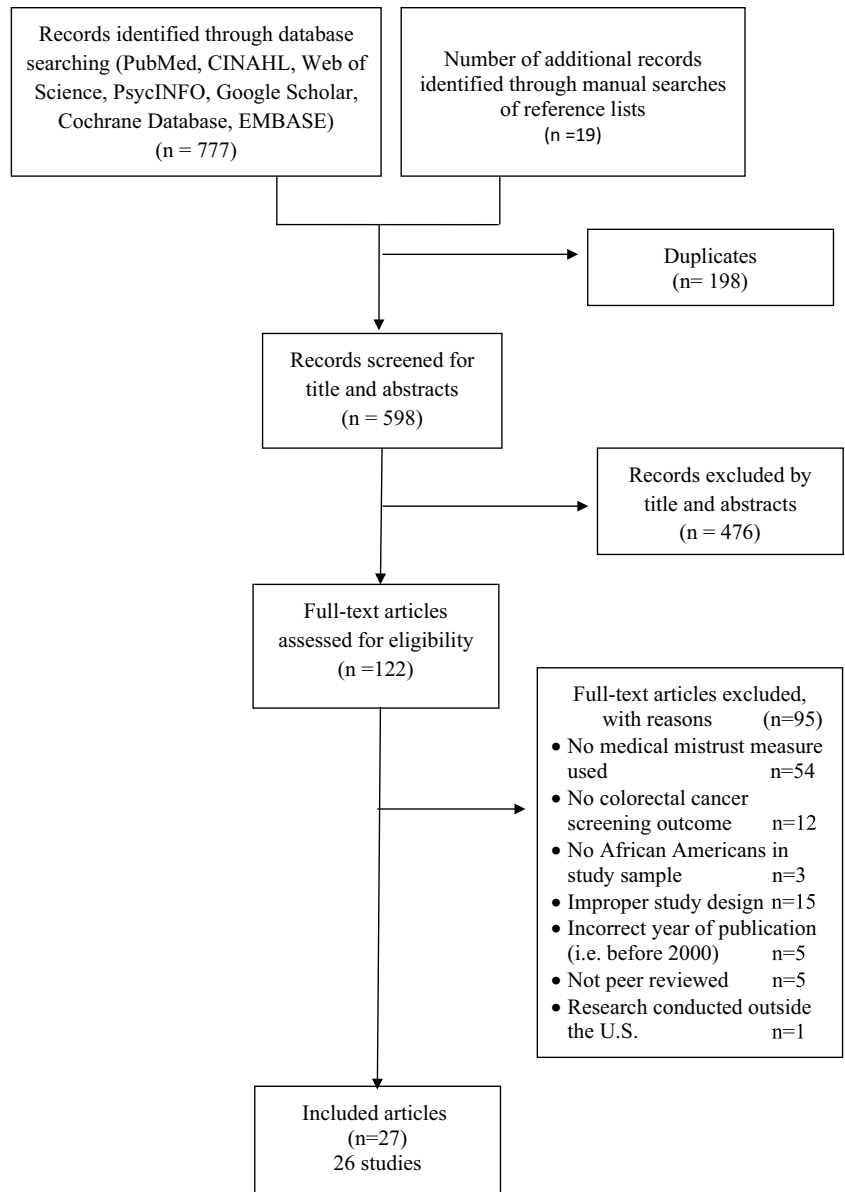 Records identified through database
searching (PubMed, CINAHL, Web of
Science, PsycINFO, Google Scholar,
Cochrane Database, EMBASE)
(n = 777)
Number of additional records
identified through manual searches
of reference lists
(n =19)
Duplicates
(n= 198)
Records screened for
title and abstracts
(n = 598)
Records excluded by
title and abstracts
(n = 476)
Full-text articles
assessed for eligibility
(n =122)
Full-text articles excluded,
with reasons (n=95)
• No medical mistrust measure
used n=54
• No colorectal cancer
screening outcome n=12
• No African Americans in
study sample n=3
• Improper study design n=15
• Incorrect year of publication
(i.e. before 2000) n=5
• Not peer reviewed n=5
• Research conducted outside
the U.S. n=1
Included articles
(n=27)
26 studies